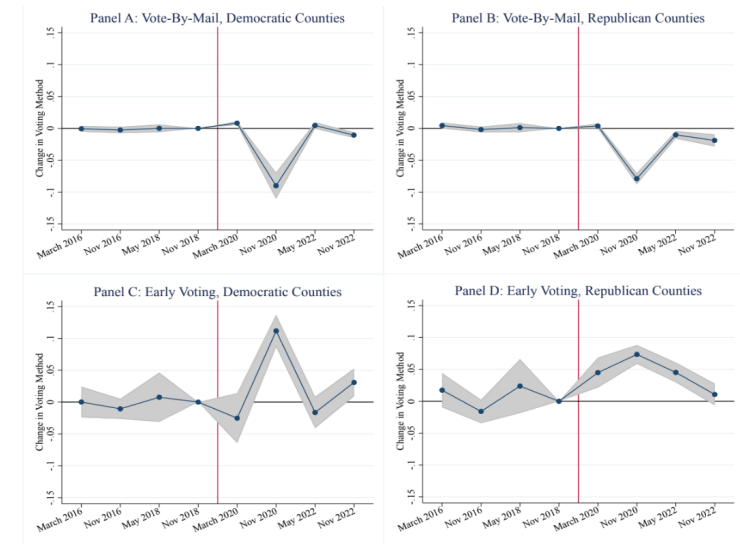 Panel A: Vote-By-Mail, Democratic Counties
Change in Voting Method
.15
.1
.05
0
-.05
-.1
-.15
March 2016
Nov 2016
May 2018
Nov 2018
March 2020
Nov 2020
May 2022
Nov 2022
Panel B: Vote-By-Mail, Republican Counties
Change in Voting Method
.15
.1
.05
0
-.05
-.1
-.15
March 2016
Nov 2016
May 2018
Nov 2018
March 2020
Nov 2020
May 2022
Nov 2022
Panel C: Early Voting, Democratic Counties
Change in Voting Method
.15
.1
.05
0
-.05
-.1
-.15
March 2016
Nov 2016
May 2018
Nov 2018
March 2020
Nov 2020
May 2022
Nov 2022
Panel D: Early Voting, Republican Counties
Change in Voting Method
.15
.1
.05
0
-.05
-.1
-.15
March 2016
Nov 2016
May 2018
Nov 2018
March 2020
Nov 2020
May 2022
Nov 2022